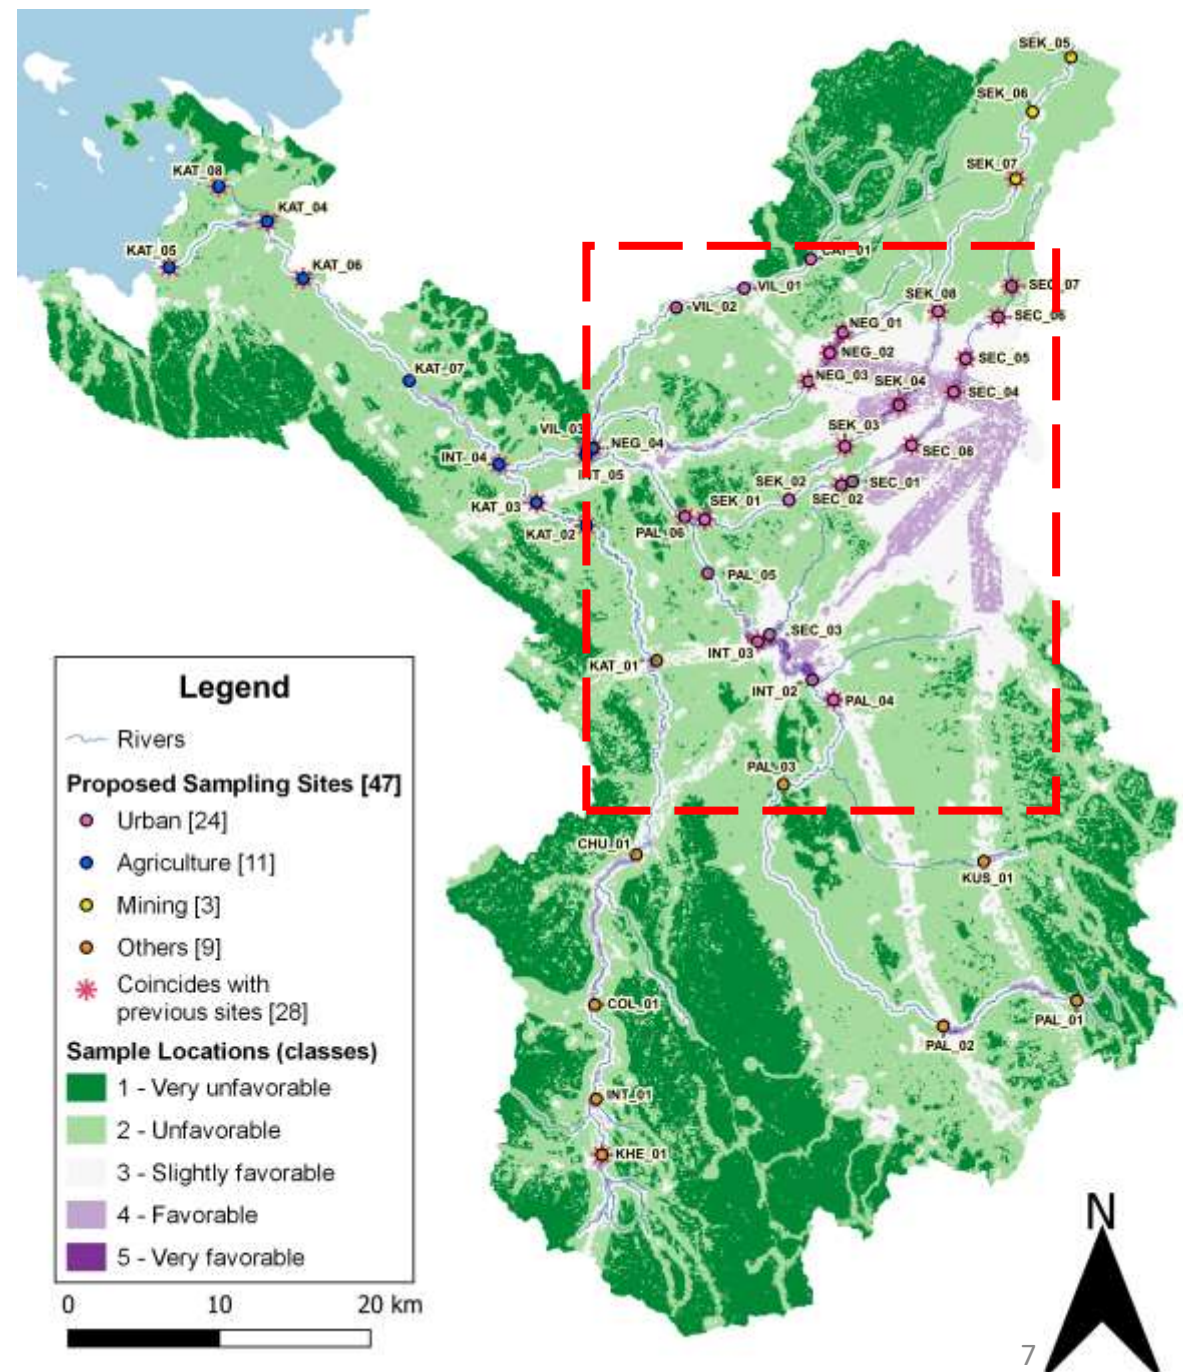 SEK_05
SEK_06
SEK_07
KAT_08
KAT_04
KAT_05
KAT_06
CAT_01
VIL_01
VIL_02
SEK_08
SEC_07
SEC_06
NEG_01
NEG_02
SEC_05
KAT_07
NEG_03
SEK_04
SEC_04
VIL_03
NEG_04
SEK_03
SEC_08
INT_04
INT_05
SEK_02
SEC_01
SEC_02
KAT_03
SEK_01
KAT_02
PAL_06
PAL_05
SEC_03
INT_03
KAT_01
INT_02
PAL_04
PAL_03
CHU_01
KUS_01
COL_01
PAL_01
PAL_02
INT_01
KHE_01
Legend
Rivers
Proposed Sampling Sites [47]
Urban [24]
Agriculture [11]
Mining [3]
Others [9]
Coincides with
previous sites [28]
Sample Locations (classes)
1 - Very unfavorable
2 - Unfavorable
3 - Slightly favorable
4 - Favorable
5 - Very favorable
0 10 20 km
N
7